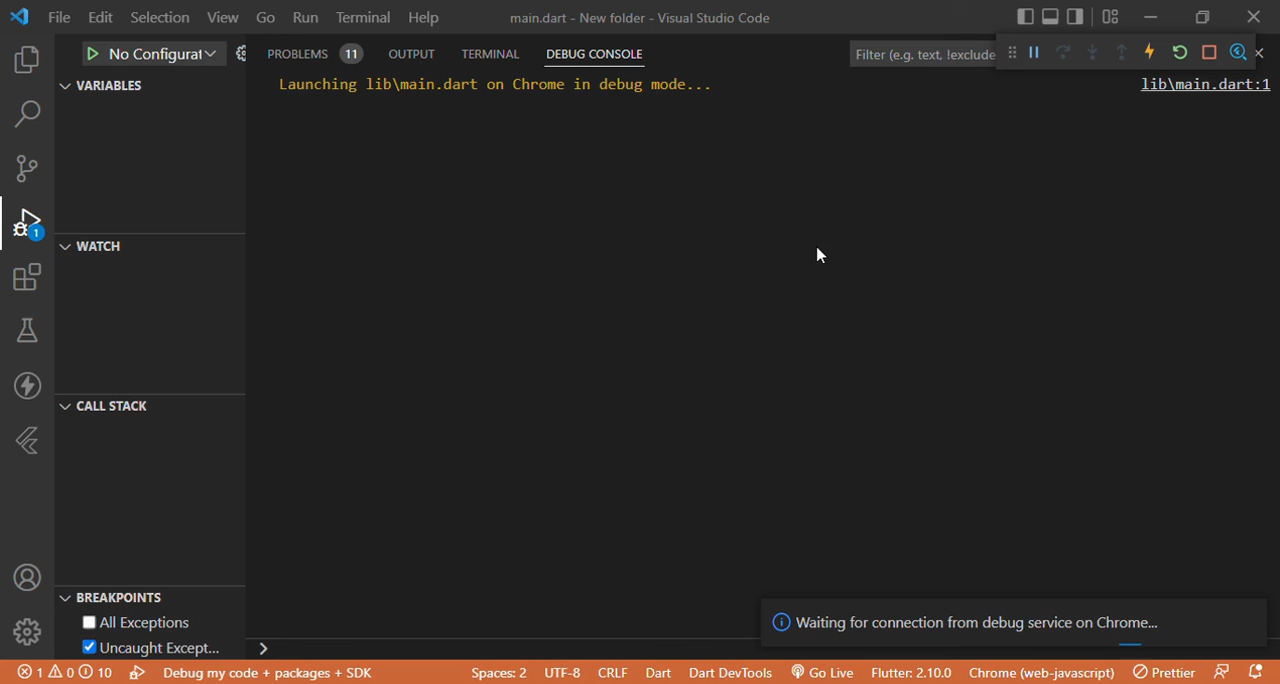 File Edit Selection View Go Run Terminal Help main.dart - New folder - Visual Studio Code
No Configurat PROBLEMS 11 OUTPUT TERMINAL DEBUG CONSOLE Filter (e.g. text, !exclude
VARIABLES
Launching lib\main.dart on Chrome in debug mode... lib\main.dart:1
1
WATCH
CALL STACK
BREAKPOINTS
All Exceptions
Uncaught Except...
Waiting for connection from debug service on Chrome...
1 0 10 Debug my code + packages + SDK Spaces: 2 UTF-8 CRLF Dart Dart DevTools Go Live Flutter: 2.10.0 Chrome (web-javascript) Prettier